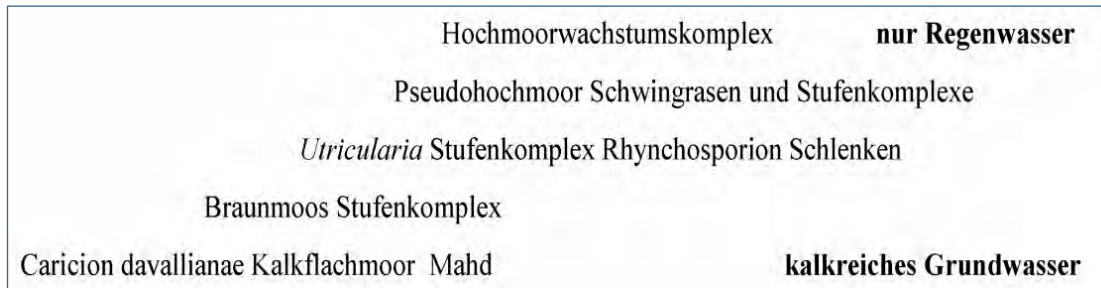 Hochmoorwachstumskomplex nur Regenwasser
Pseudohochmoor Schwingrasen und Stufenkomplexe
Utricularia Stufenkomplex Rhynchosporion Schlenken
Braunmoos Stufenkomplex
Caricion davallianae Kalkflachmoor Mahd kalkreiches Grundwasser